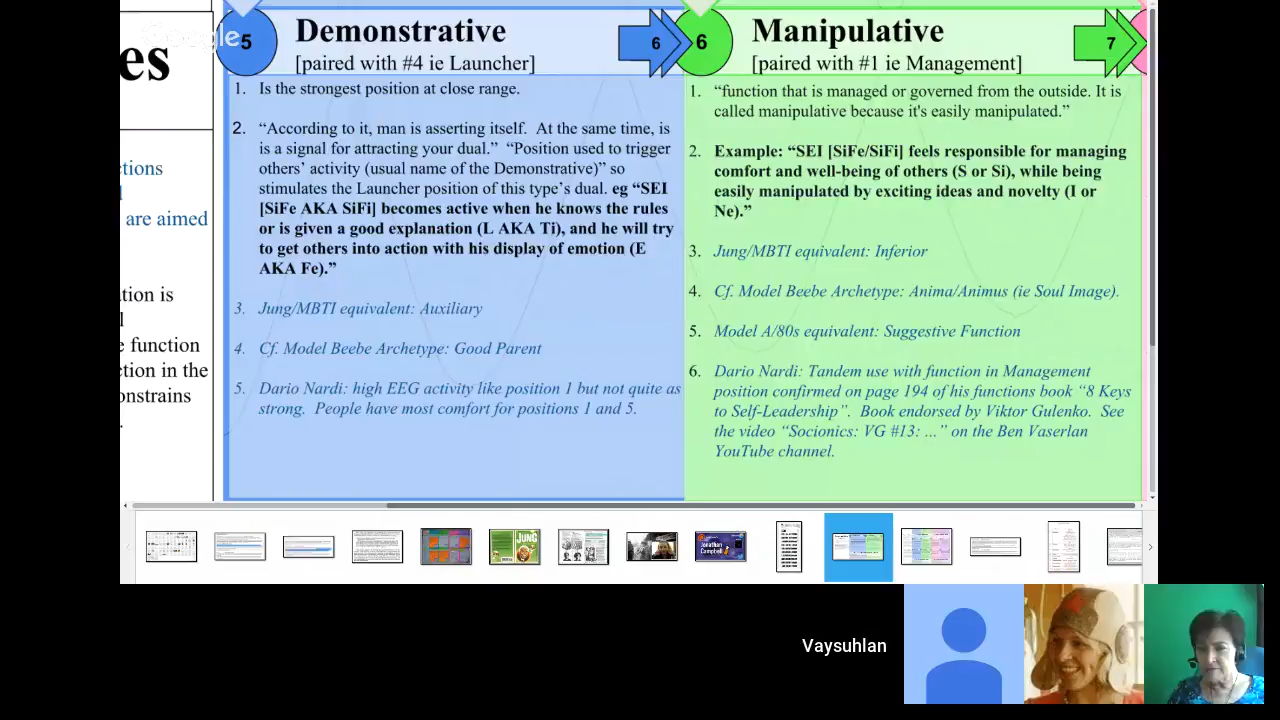 Google
es
ctions
are aimed
ation is
e function
ction in the
onstrains
5
Demonstrative
6
[paired with #4 ie Launcher]
1. Is the strongest position at close range.
2. “According to it, man is asserting itself. At the same time, is
is a signal for attracting your dual.” “Position used to trigger
others’ activity (usual name of the Demonstrative)” so
stimulates the Launcher position of this type’s dual. eg “SEI
[SiFe AKA SiFi] becomes active when he knows the rules
or is given a good explanation (L AKA Ti), and he will try
to get others into action with his display of emotion (E
AKA Fe).”
3. Jung/MBTI equivalent: Auxiliary
4. Cf. Model Beebe Archetype: Good Parent
5. Dario Nardi: high EEG activity like position 1 but not quite as
strong. People have most comfort for positions 1 and 5.
6
Manipulative
7
[paired with #1 ie Management]
1. “function that is managed or governed from the outside. It is
called manipulative because it's easily manipulated.”
2. Example: “SEI [SiFe/SiFi] feels responsible for managing
comfort and well-being of others (S or Si), while being
easily manipulated by exciting ideas and novelty (I or
Ne).”
3. Jung/MBTI equivalent: Inferior
4. Cf. Model Beebe Archetype: Anima/Animus (ie Soul Image).
5. Model A/80s equivalent: Suggestive Function
6. Dario Nardi: Tandem use with function in Management
position confirmed on page 194 of his functions book “8 Keys
to Self-Leadership”. Book endorsed by Viktor Gulenko. See
the video “Socionics: VG #13: ...” on the Ben Vaserlan
YouTube channel.
JUNG
Jonathan
Campbell
Vaysuhlan